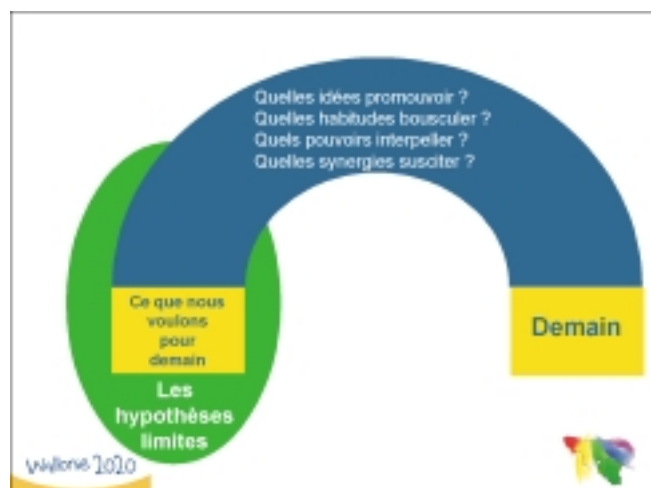 Quelles idées promouvoir ?
Quelles habitudes bousculer ?
Quels pouvoirs interpeller ?
Quelles synergies susciter ?
Ce que nous
voulons
pour
demain
Demain
Les
hypothèses
limites
Wallonie 2020